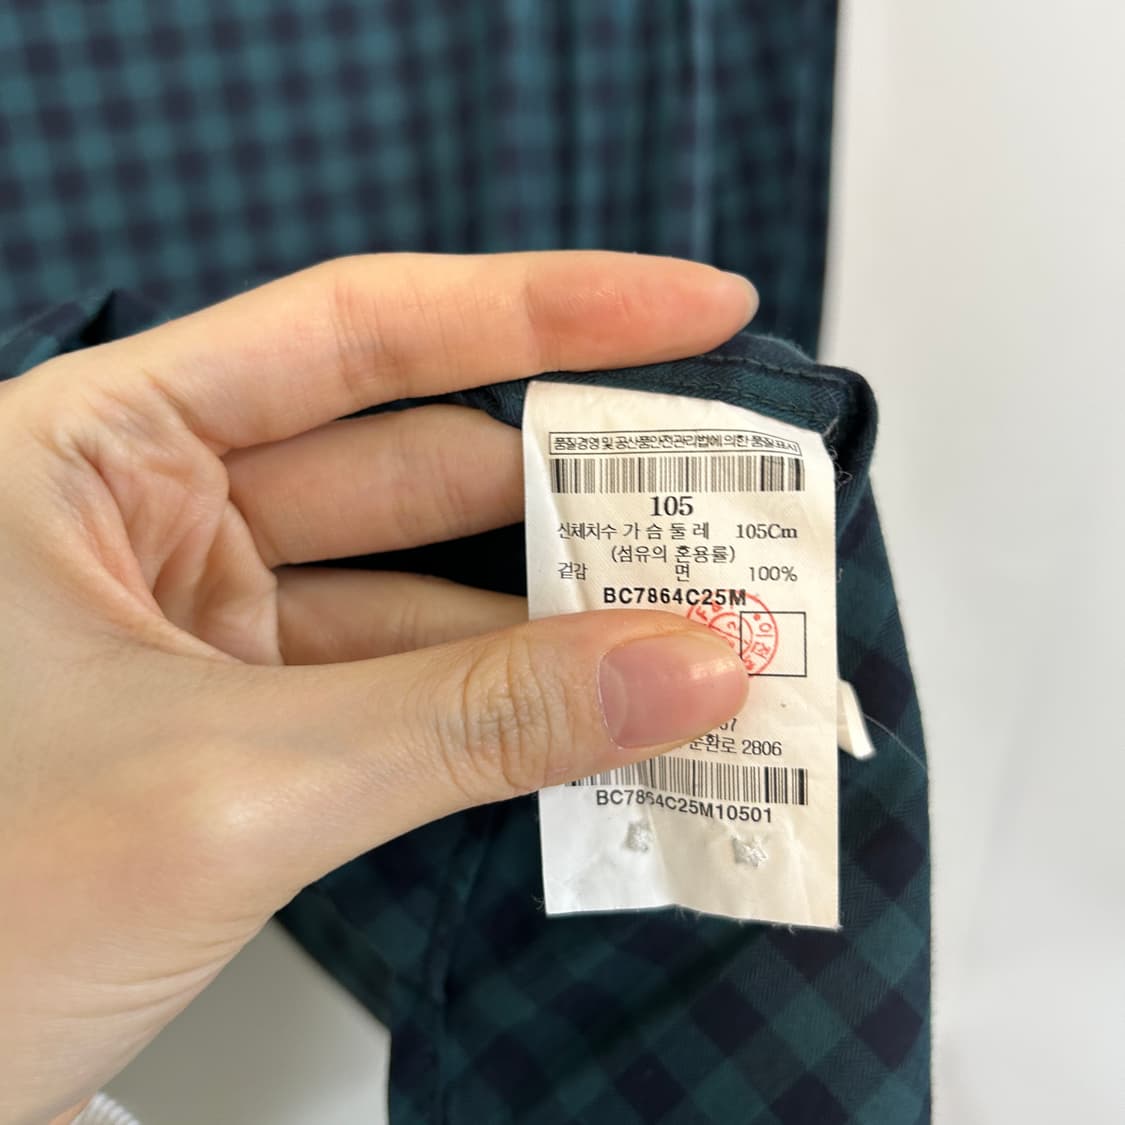 품질경영 및 공산품안전관리법에 의한 품질표시
105
신체치수 가 슴 둘 레 105Cm
(섬유의 혼용률)
겉감 면 100%
BC7864C25M
순환로 2806
BC7864C25M10501